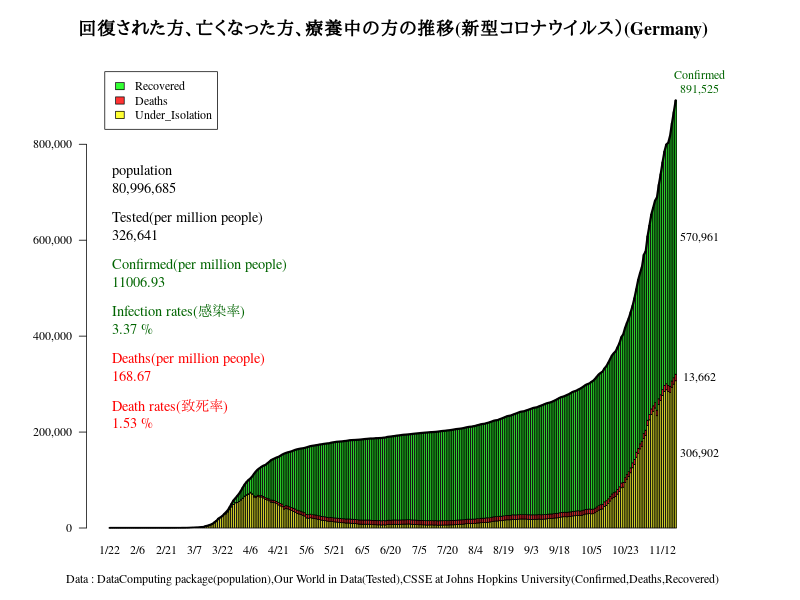 回復された方、亡くなった方、療養中の方の推移(新型コロナウイルス）(Germany)
Confirmed
891,525
Recovered
Deaths
Under_Isolation
800,000
population
80,996,685
Tested(per million people)
326,641
600,000
570,961
Confirmed(per million people)
11006.93
Infection rates(感染率)
3.37 %
400,000
Deaths(per million people)
168.67
13,662
Death rates(致死率)
1.53 %
200,000
306,902
0
1/22 2/6 2/21 3/7 3/22 4/6 4/21 5/6 5/21 6/5 6/20 7/5 7/20 8/4 8/19 9/3 9/18 10/5 10/23 11/12
Data : DataComputing package(population),Our World in Data(Tested),CSSE at Johns Hopkins University(Confirmed,Deaths,Recovered)